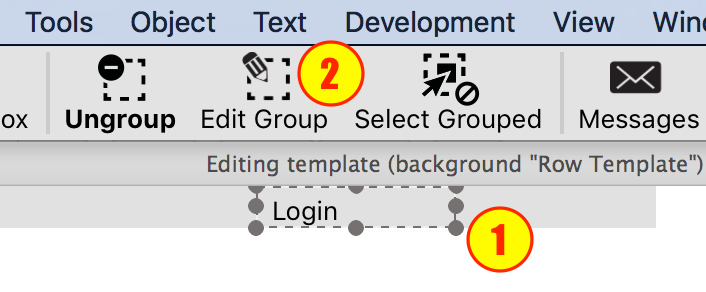 Tools Object Text Development View Wine
2
ox Ungroup Edit Group Select Grouped Messages
Editing template (background "Row Template")
Login
1